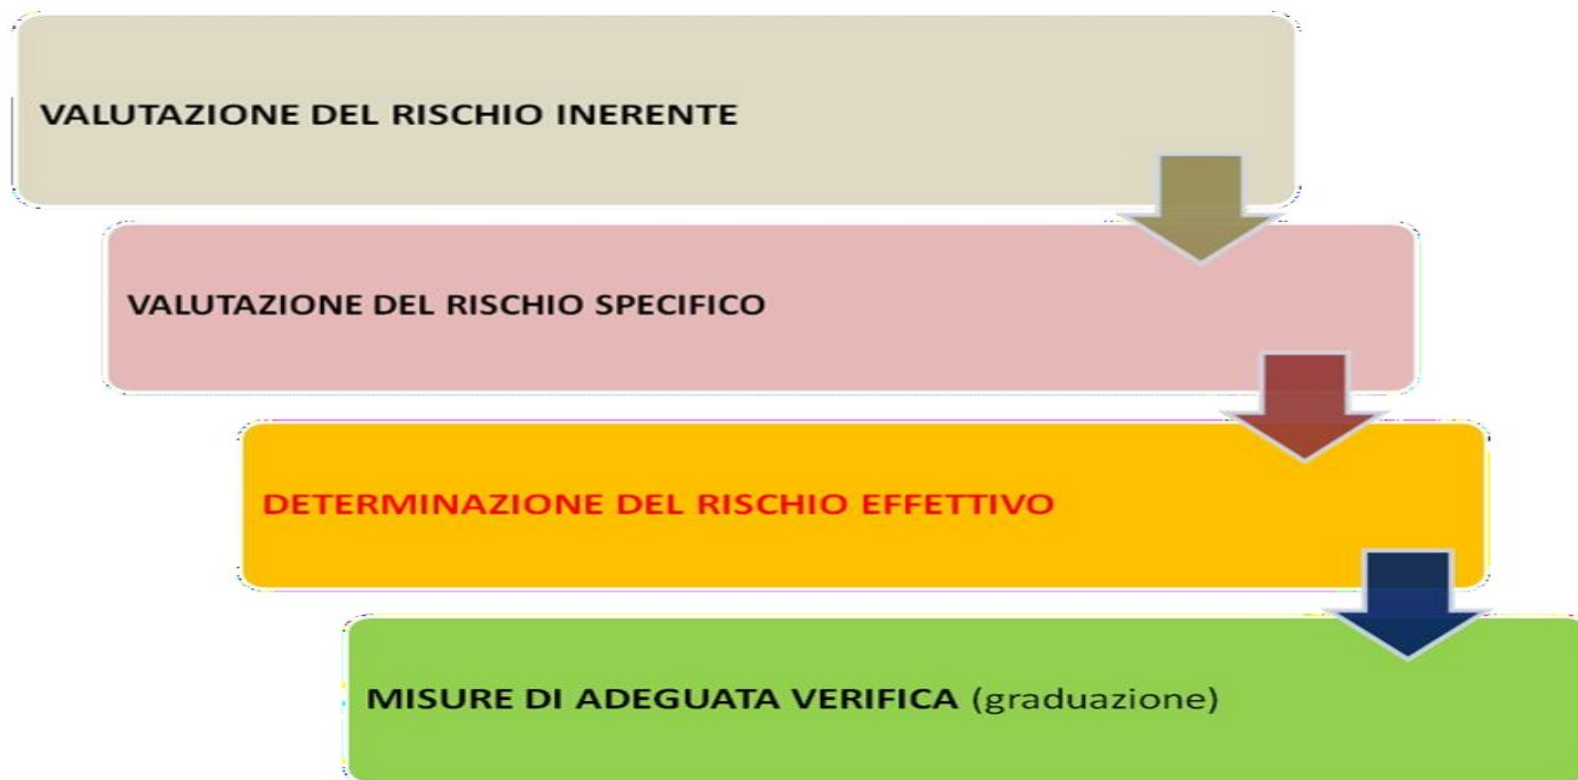 VALUTAZIONE DEL RISCHIO INERENTE
VALUTAZIONE DEL RISCHIO SPECIFICO
DETERMINAZIONE DEL RISCHIO EFFETTIVO
MISURE DI ADEGUATA VERIFICA (graduazione)